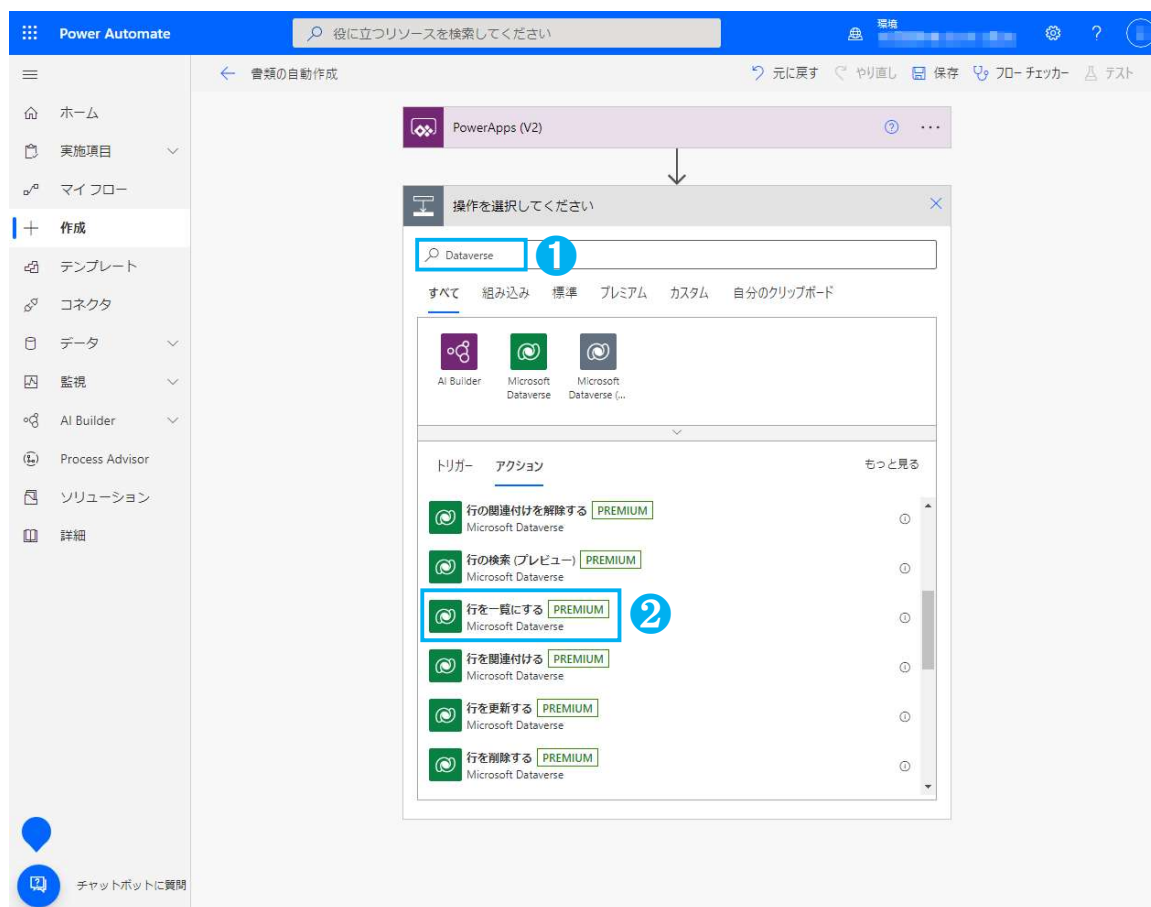 Power Automate
役に立つリソースを検索してください
環境
?
書類の自動作成
元に戻す
やり直し
保存
フロー チェッカー
テスト
ホーム
実施項目
マイ フロー
作成
テンプレート
コネクタ
データ
監視
AI Builder
Process Advisor
ソリューション
詳細
チャットボットに質問
PowerApps (V2)
操作を選択してください
Dataverse
1
すべて 組み込み 標準 プレミアム カスタム 自分のクリップボード
AI Builder
Microsoft
Dataverse
Microsoft
Dataverse (...
トリガー アクション もっと見る
行の関連付けを解除する PREMIUM
Microsoft Dataverse
行の検索 (プレビュー) PREMIUM
Microsoft Dataverse
行を一覧にする PREMIUM
Microsoft Dataverse
2
行を関連付ける PREMIUM
Microsoft Dataverse
行を更新する PREMIUM
Microsoft Dataverse
行を削除する PREMIUM
Microsoft Dataverse